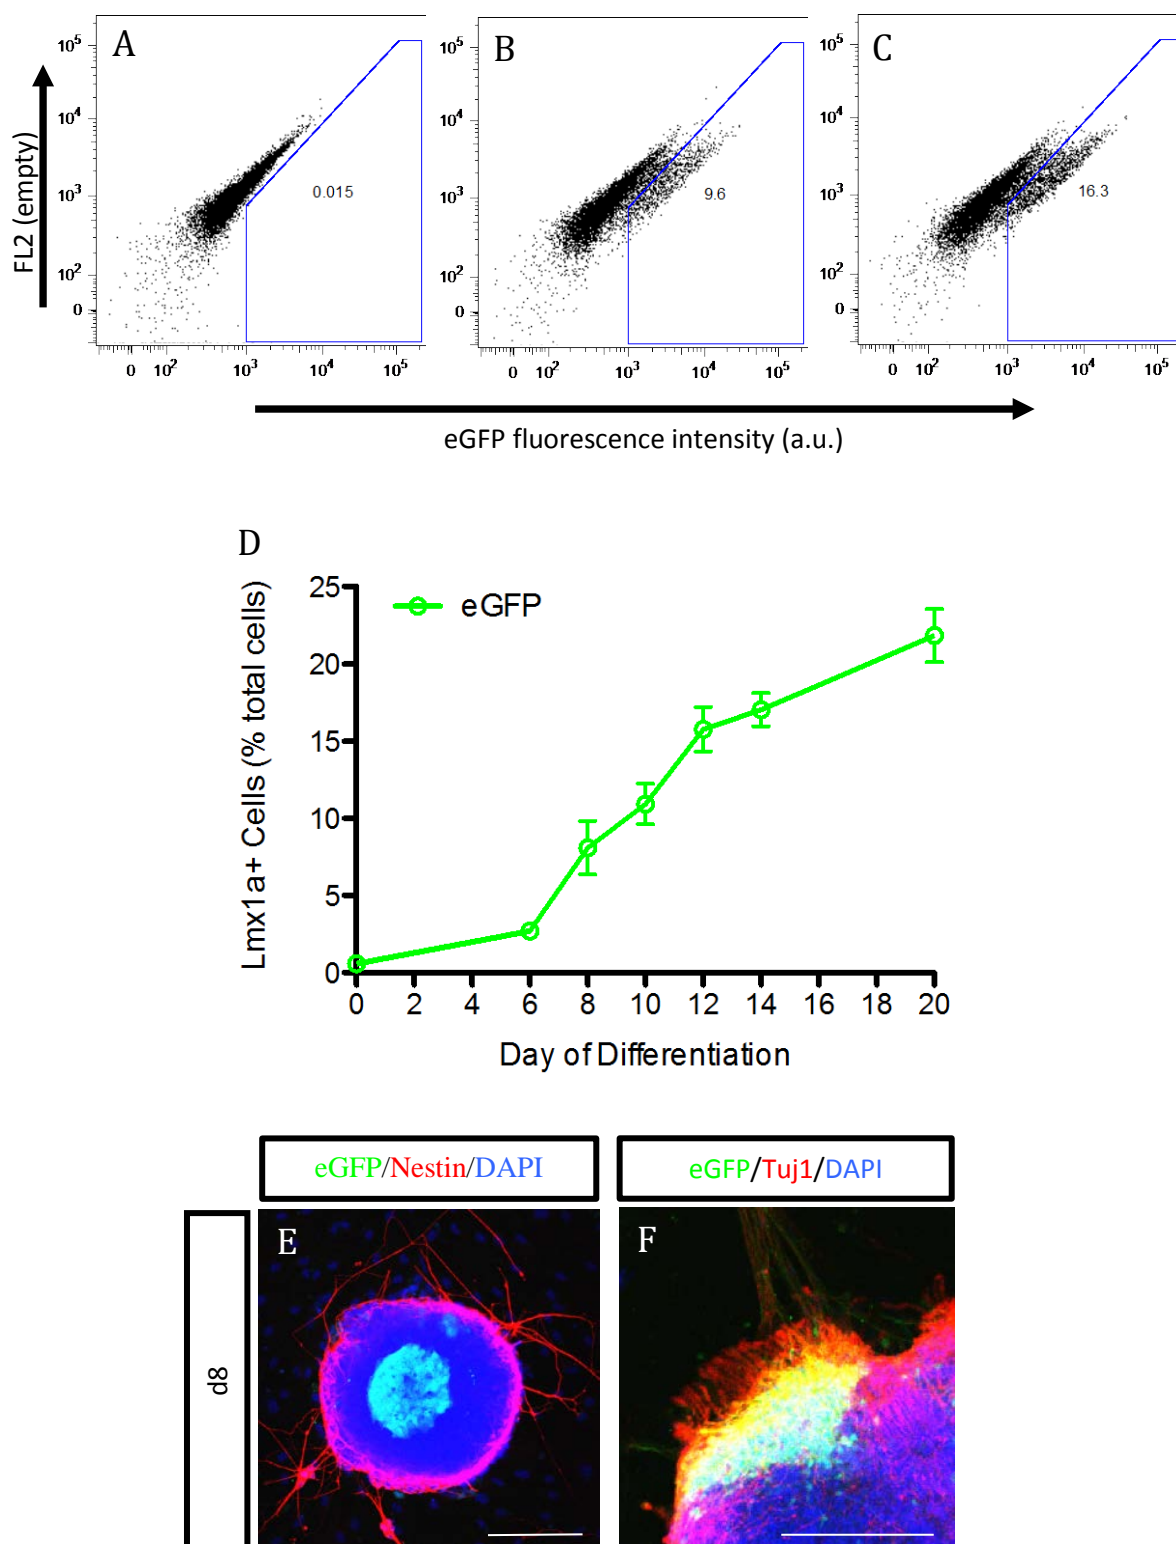 A
B
C
FL2 (empty)
10⁵
10⁴
10³
10²
0
0.015
0 10² 10³ 10⁴ 10⁵
10⁵
10⁴
10³
10²
0
9.6
0 10² 10³ 10⁴ 10⁵
10⁵
10⁴
10³
10²
0
16.3
0 10² 10³ 10⁴ 10⁵
eGFP fluorescence intensity (a.u.)
D
Lmx1a+ Cells (% total cells)
eGFP
25
20
15
10
5
0
0 2 4 6 8 10 12 14 16 18 20
Day of Differentiation
eGFP/Nestin/DAPI
eGFP/Tuj1/DAPI
d8
E
F